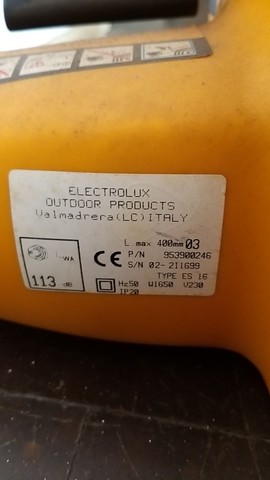 ELECTROLUX
OUTDOOR PRODUCTS
Valmadrera(LC)ITALY
L max 400mm 03
P/N 953900246
S/N 02- 211699
TYPE ES 16
LWA
113 dB
CE
Hz50 W1650 V230
IP20